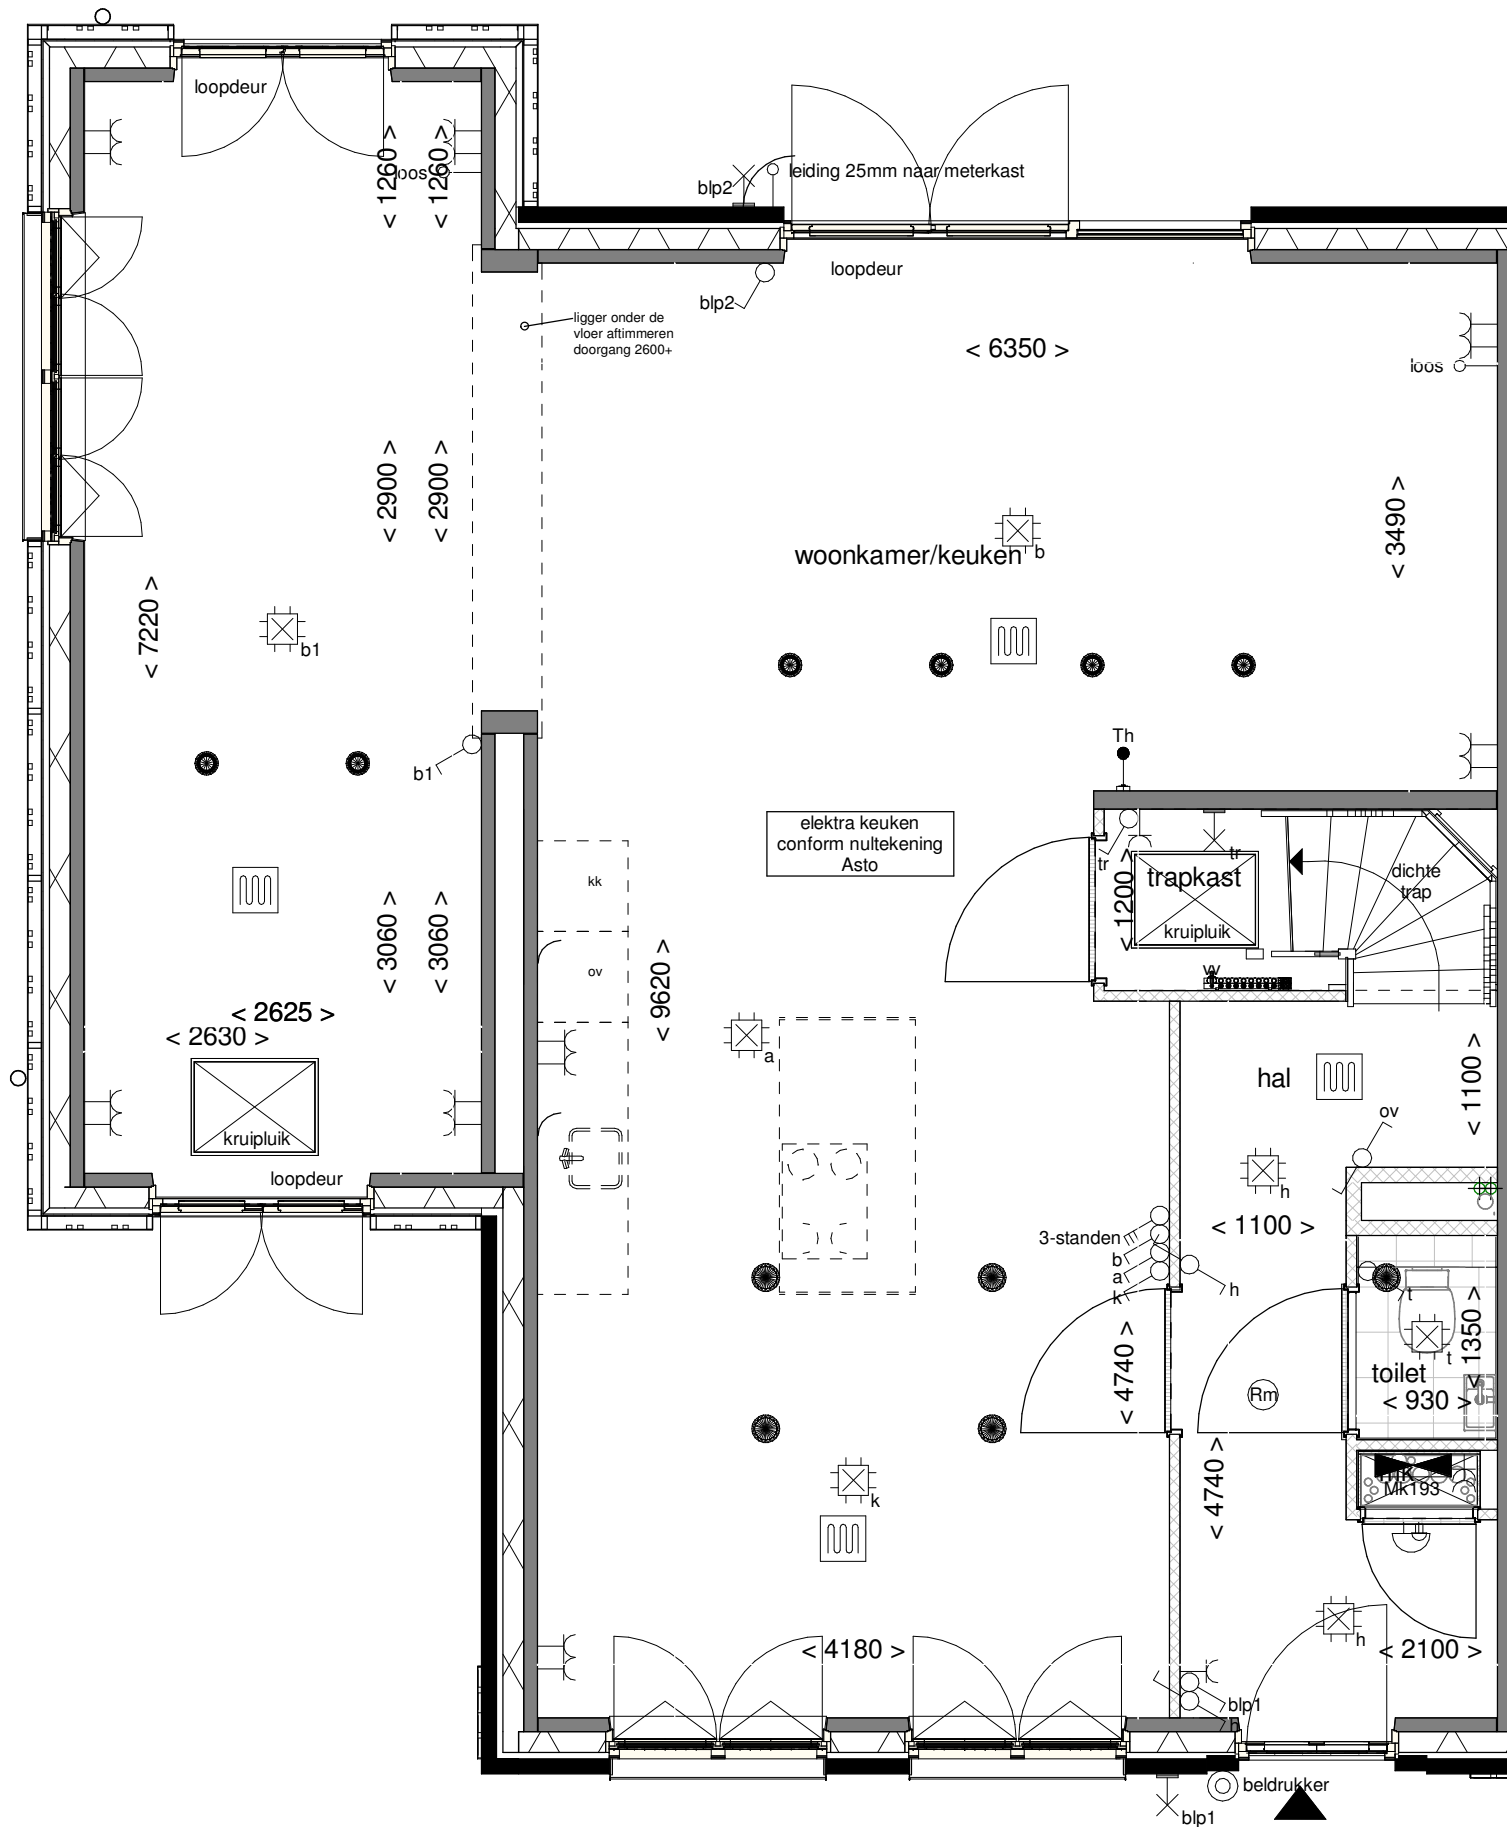 loopdeur
< 1260 >
< 1260 >
loos
blp2
leiding 25mm naar meterkast
loopdeur
blp2
ligger onder de
vloer aftimmeren
doorgang 2600+
< 6350 >
loos
< 2900 >
< 2900 >
< 3490 >
woonkamer/keuken
b
< 7220 >
b1
b1
Th
elektra keuken
conform nultekening
Asto
tr
tr
trapkast
< 1200 >
kruipluik
dichte
trap
kk
ov
vv
< 3060 >
< 3060 >
< 9620 >
< 2625 >
< 2630 >
a
hal
< 1100 >
ov
kruipluik
loopdeur
h
< 1100 >
3-standen
b
a
k
h
t
t
< 1350 >
toilet
< 930 >
< 4740 >
Rm
< 4740 >
mk
Mk193
k
h
< 4180 >
< 2100 >
blp1
h
beldrukker
blp1